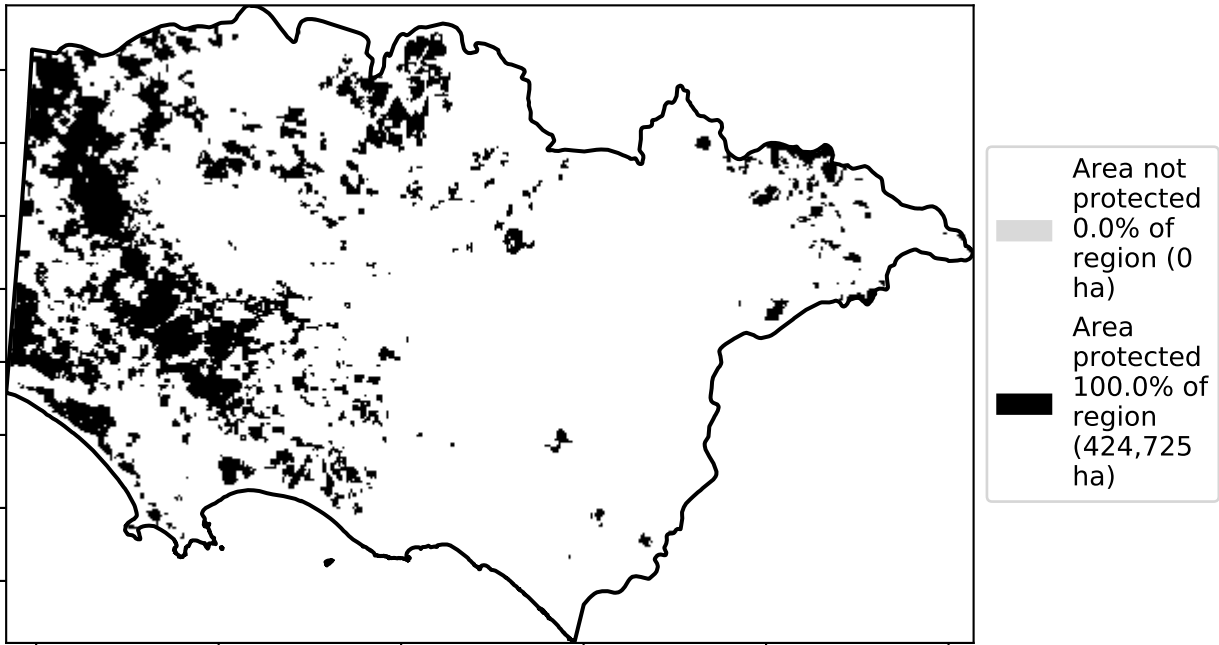 Area not
protected
0.0% of
region (0
ha)
Area
protected
100.0% of
region
(424,725
ha)